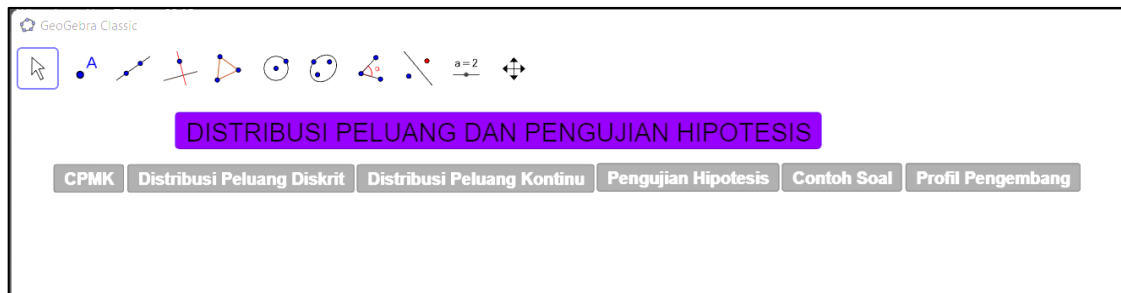 GeoGebra Classic
A
α
a = 2
DISTRIBUSI PELUANG DAN PENGUJIAN HIPOTESIS
CPMK Distribusi Peluang Diskrit Distribusi Peluang Kontinu Pengujian Hipotesis Contoh Soal Profil Pengembang